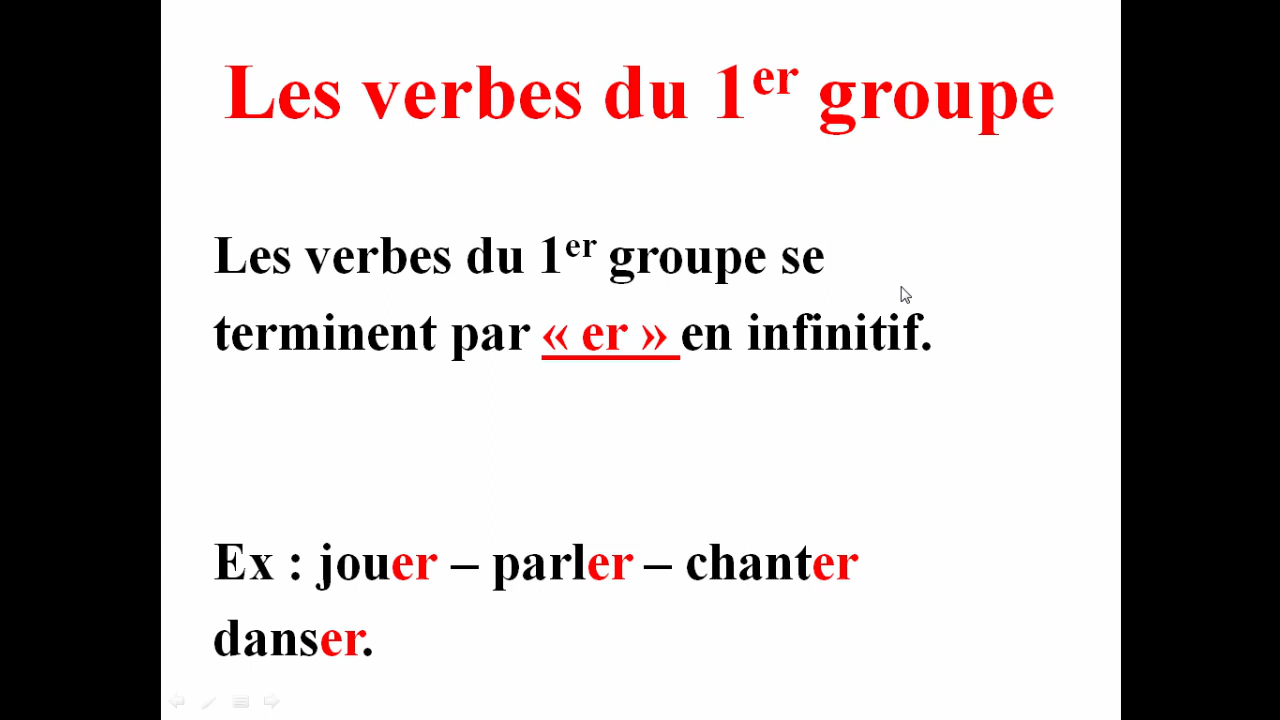 Les verbes du 1er groupe
Les verbes du 1er groupe se
terminent par « er » en infinitif.
Ex : jouer – parler – chanter
danser.